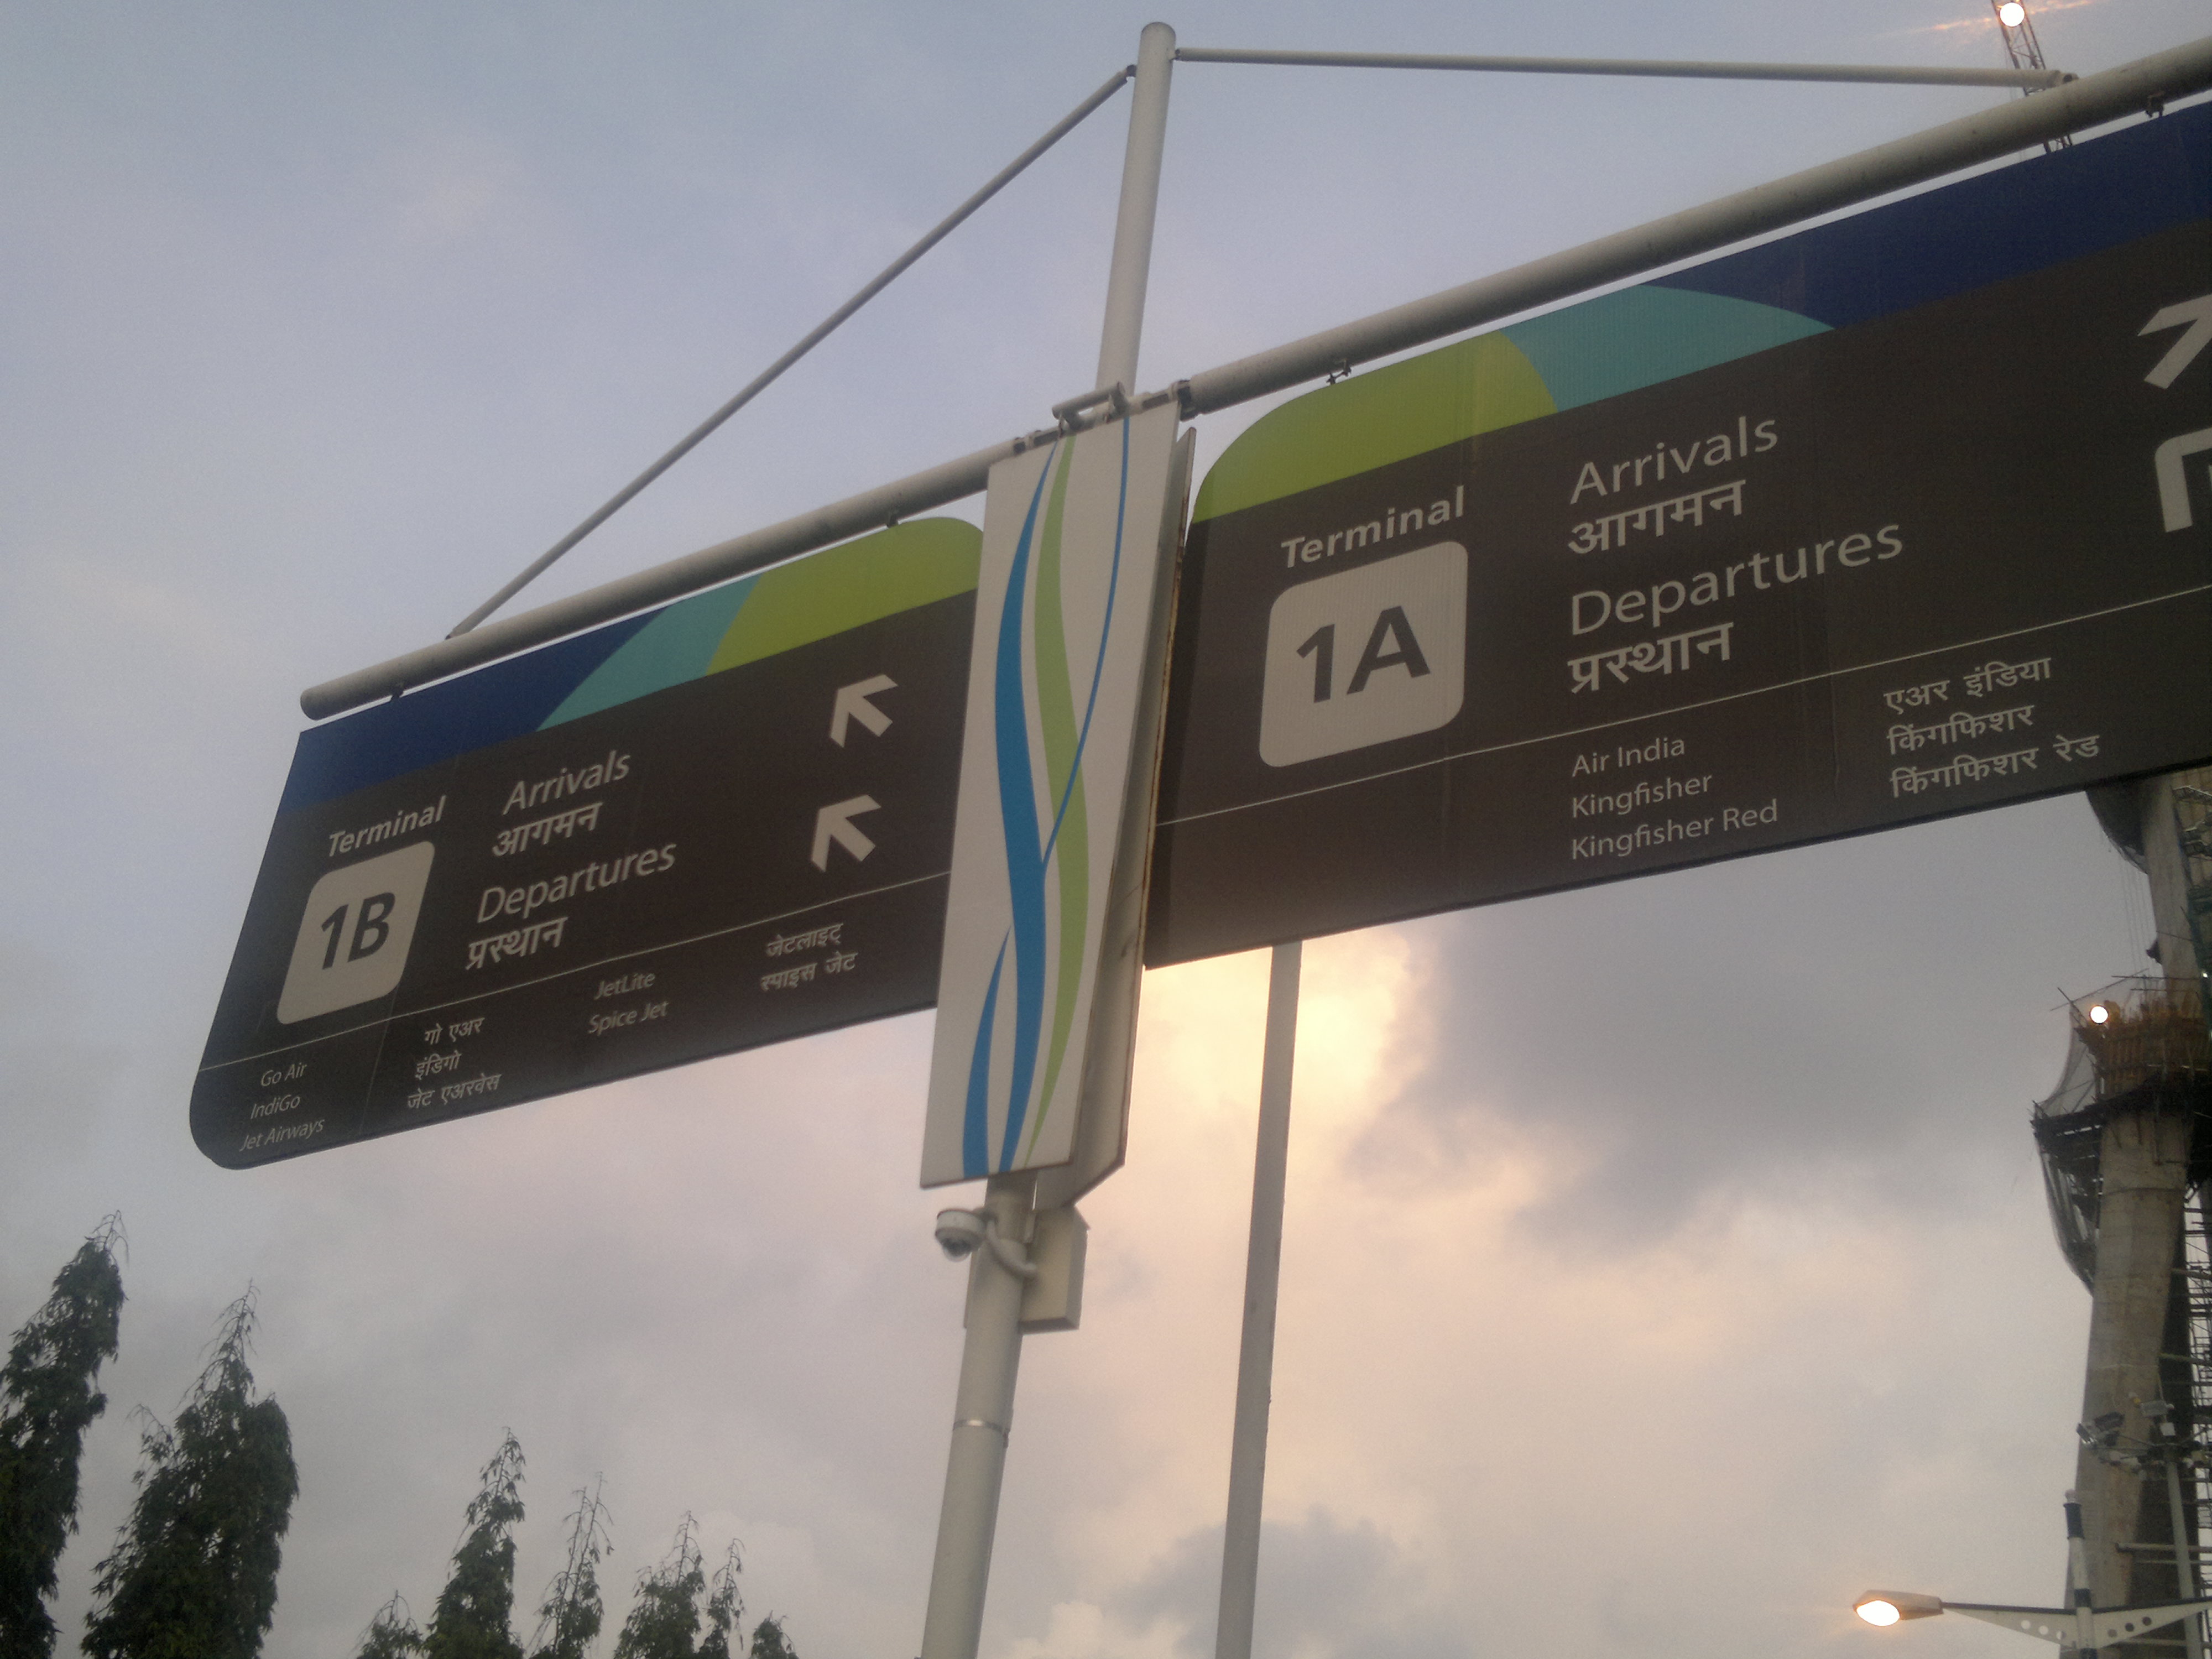 Terminal
1B
Arrivals
आगमन
Departures
प्रस्थान
Go Air
IndiGo
Jet Airways
गो एअर
इंडिगो
जेट एअरवेस
JetLite
Spice Jet
जेटलाइट्
स्पाइस जेट
Terminal
1A
Arrivals
आगमन
Departures
प्रस्थान
Air India
Kingfisher
Kingfisher Red
एअर इंडिया
किंगफिशर
किंगफिशर रेड